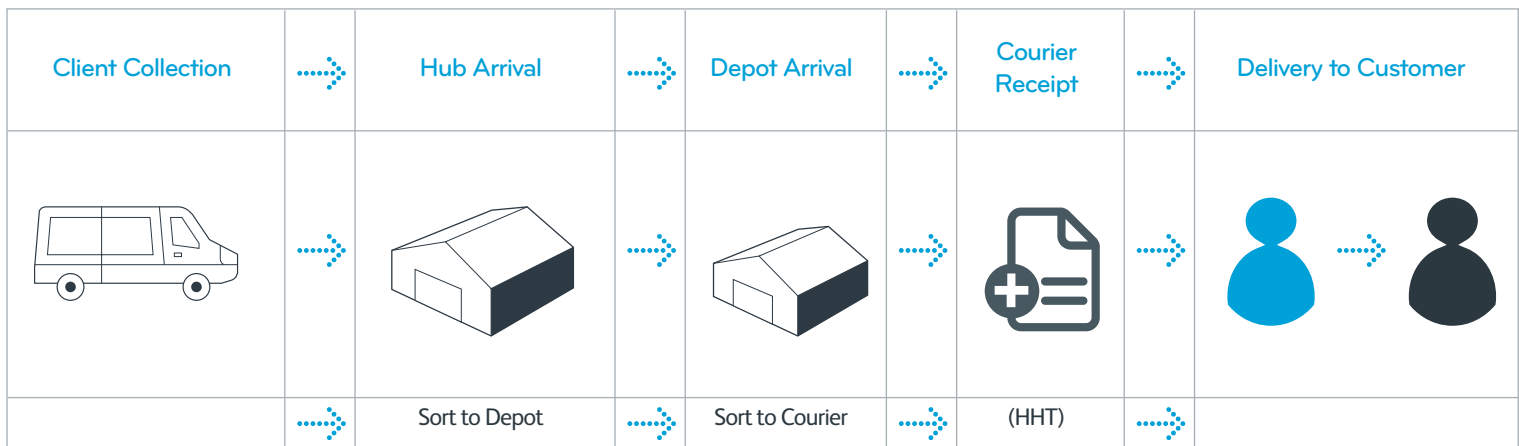 Client Collection
Hub Arrival
Depot Arrival
Courier
Receipt
Delivery to Customer
Sort to Depot
Sort to Courier
(HHT)